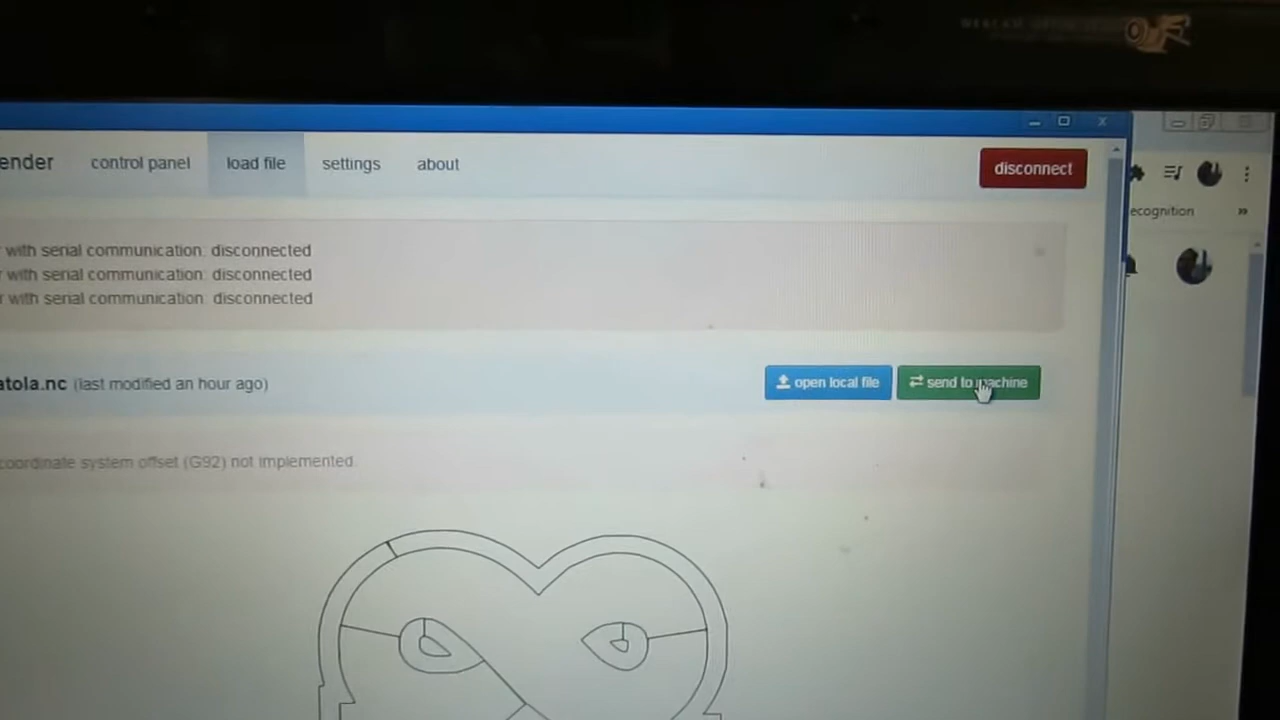 ender control panel load file settings about disconnect
ecognition »
with serial communication: disconnected
with serial communication: disconnected
r with serial communication: disconnected
atola.nc (last modified an hour ago) open local file send to machine
coordinate system offset (G92) not implemented.